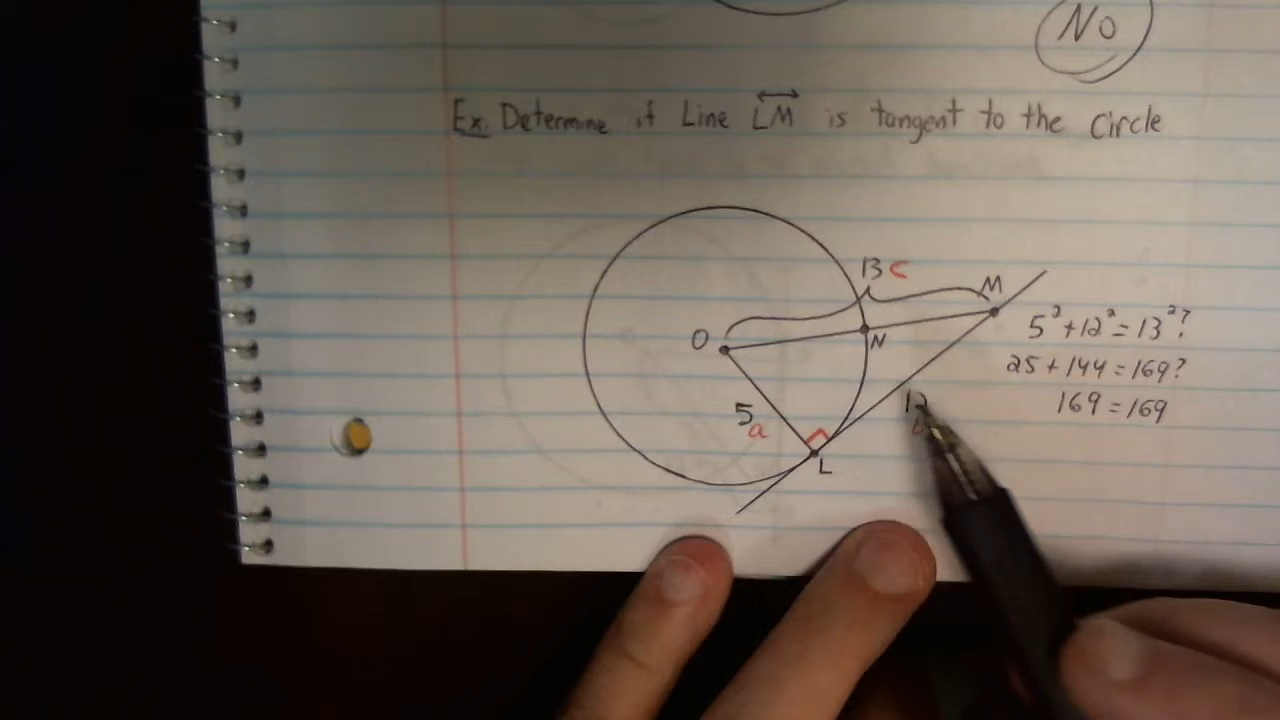 NO
Ex. Determine if Line LM is tangent to the circle
13 c
M
O
N
5² + 12² = 13²?
25 + 144 = 169?
169 = 169
5
a
12
L